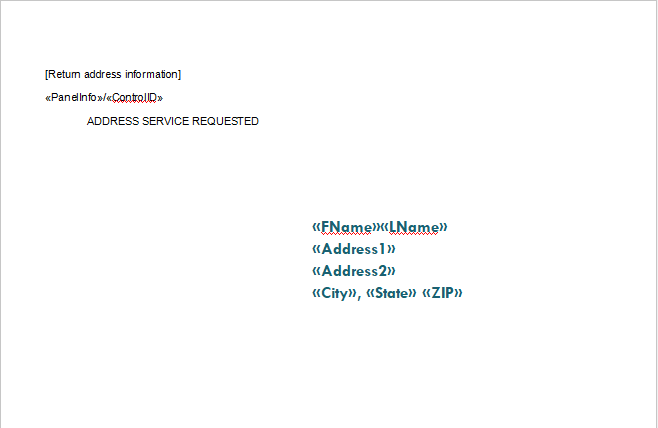 [Return address information]
«PanelInfo»/«ControlID»
ADDRESS SERVICE REQUESTED
«FName»«LName»
«Address1»
«Address2»
«City», «State» «ZIP»